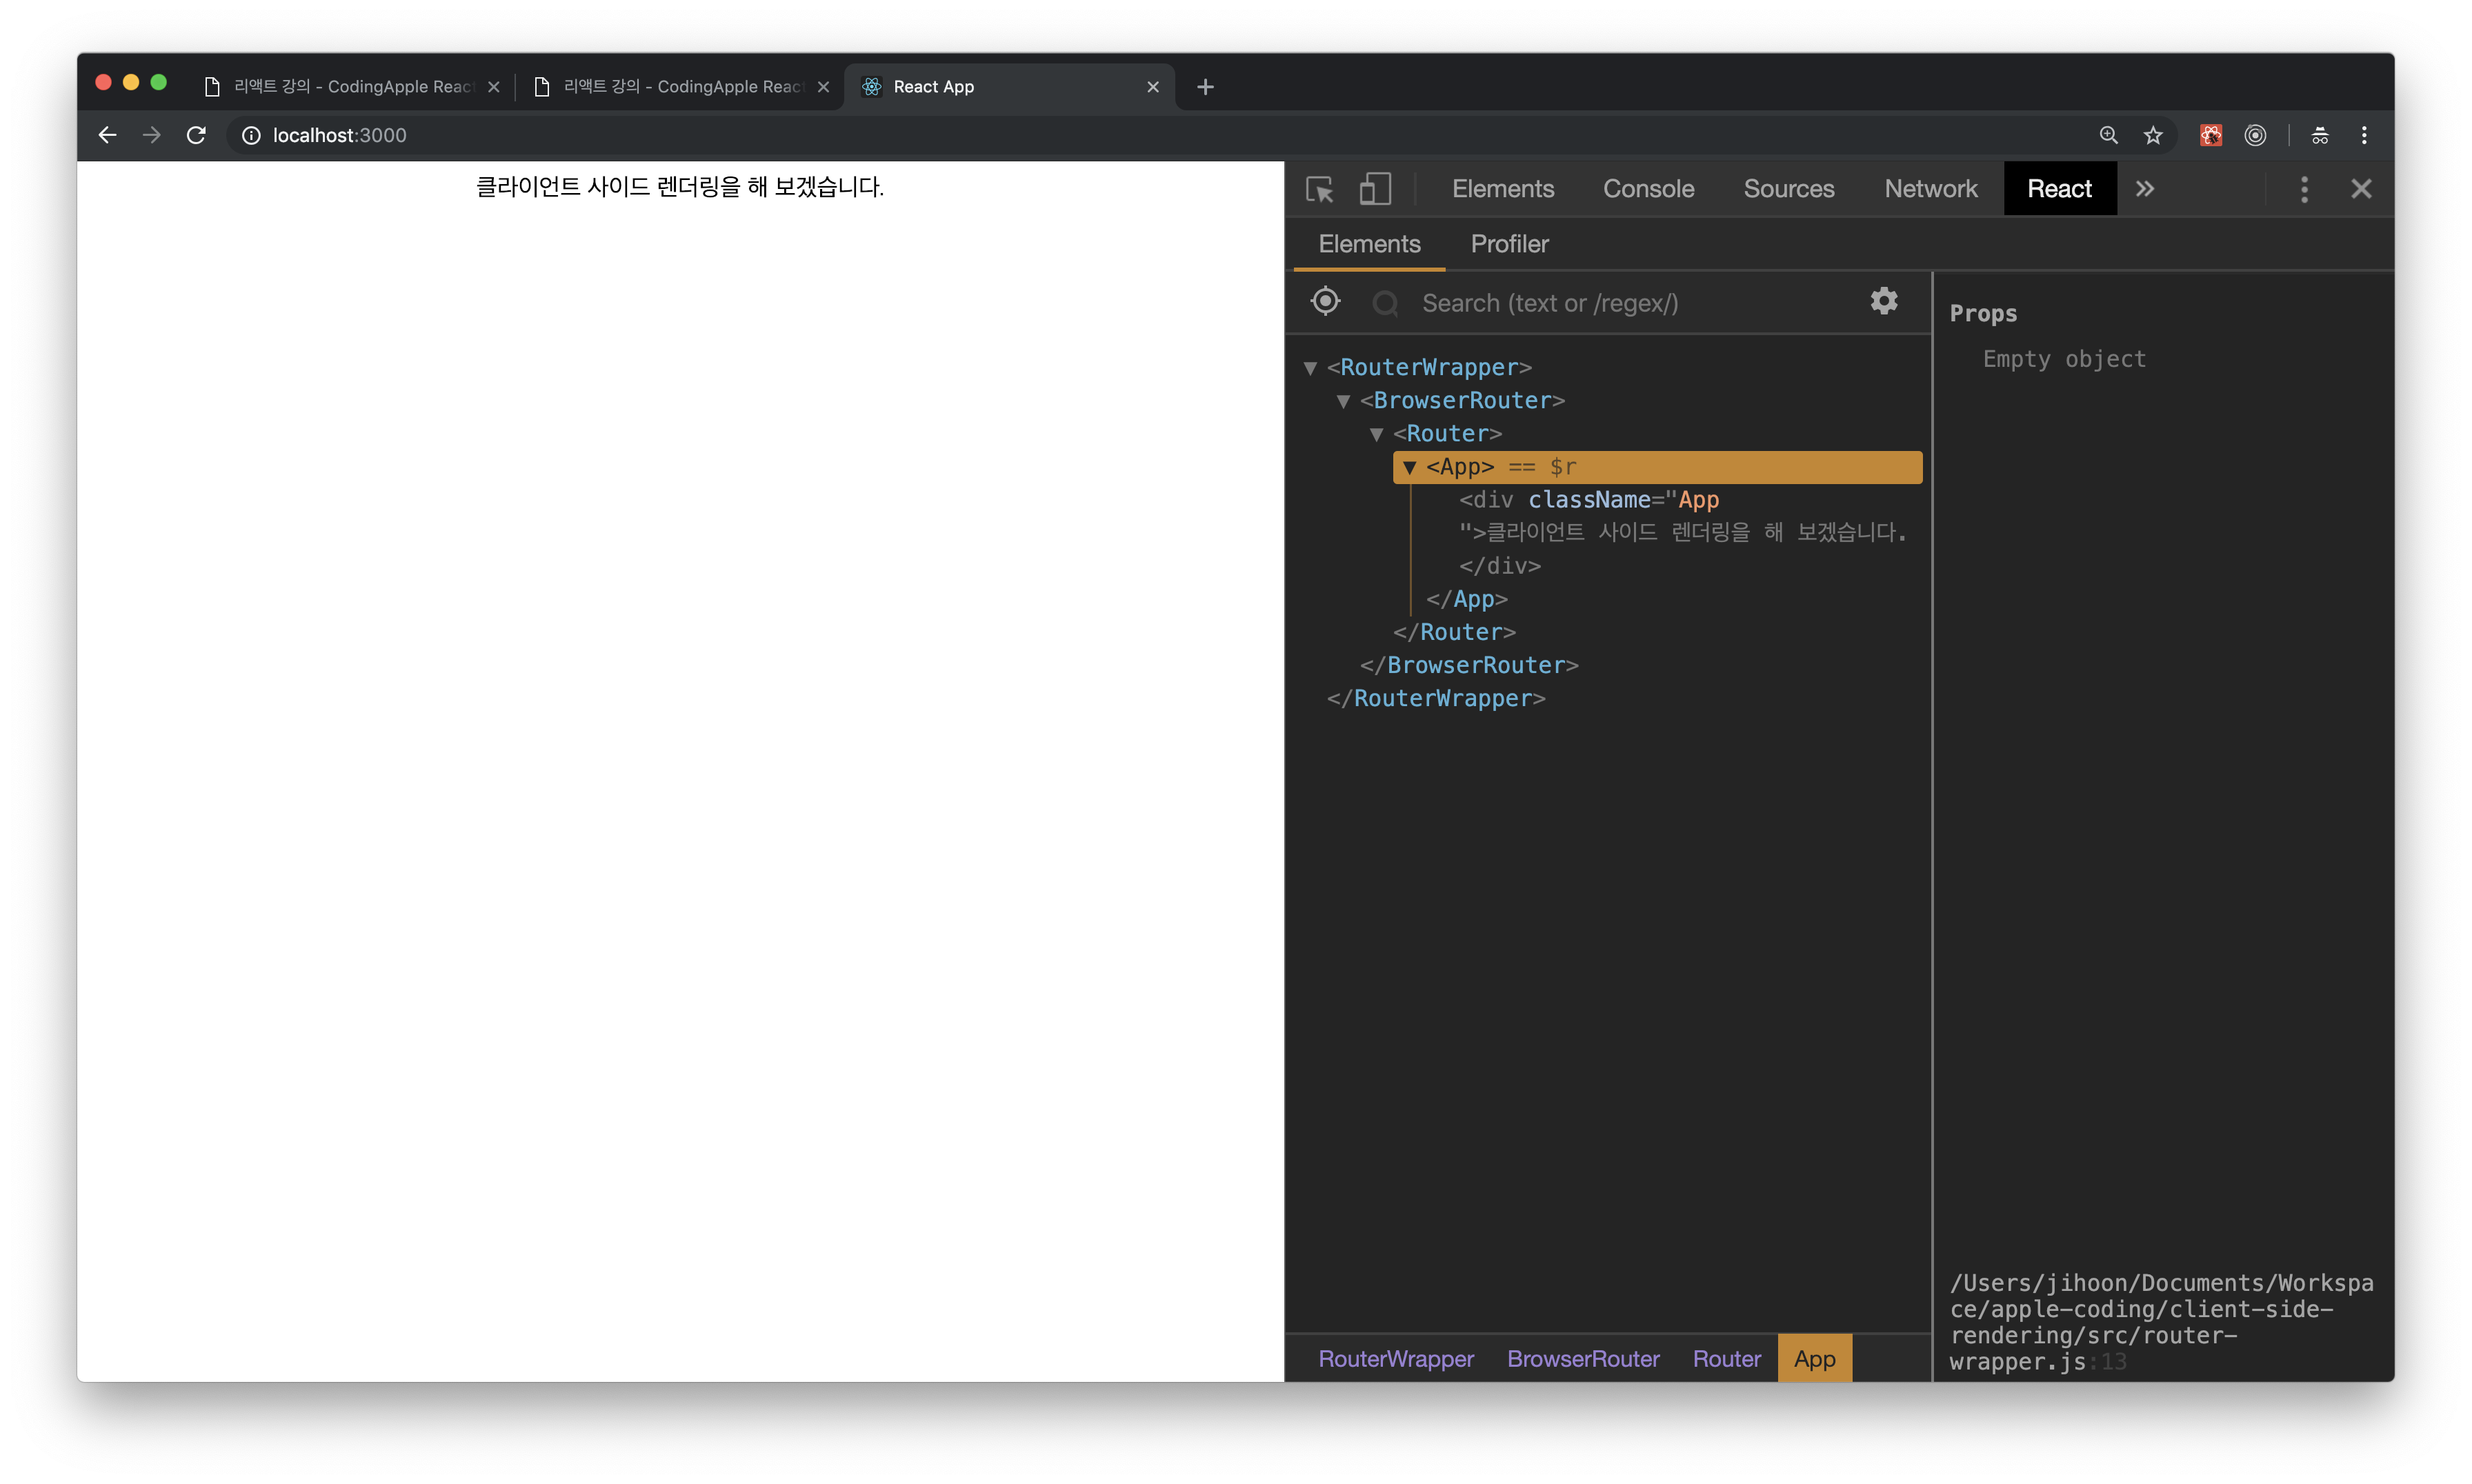 리액트 강의 - CodingApple Reac
리액트 강의 - CodingApple Reac
React App
localhost:3000
클라이언트 사이드 렌더링을 해 보겠습니다.
Elements Console Sources Network React
Elements Profiler
Search (text or /regex/)
<RouterWrapper>
<BrowserRouter>
<Router>
<App> == $r
<div className="App
">클라이언트 사이드 렌더링을 해 보겠습니다.
</div>
</App>
</Router>
</BrowserRouter>
</RouterWrapper>
RouterWrapper BrowserRouter Router App
Props
Empty object
/Users/jihoon/Documents/Workspa
ce/apple-coding/client-side-
rendering/src/router-
wrapper.js:13